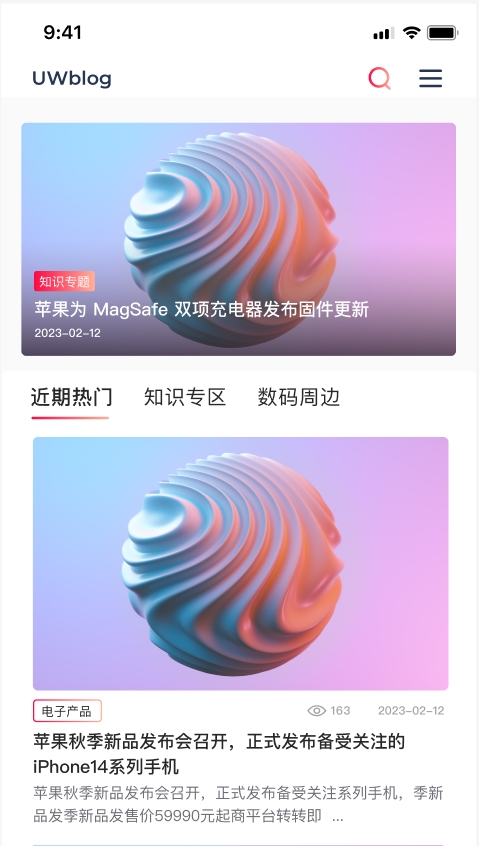 9:41
UWblog
知识专题
苹果为 MagSafe 双项充电器发布固件更新
2023-02-12
近期热门 知识专区 数码周边
电子产品 163 2023-02-12
苹果秋季新品发布会召开，正式发布备受关注的
iPhone14系列手机
苹果秋季新品发布会召开，正式发布备受关注系列手机，季新
品发季新品发售价59990元起商平台转转即 ...